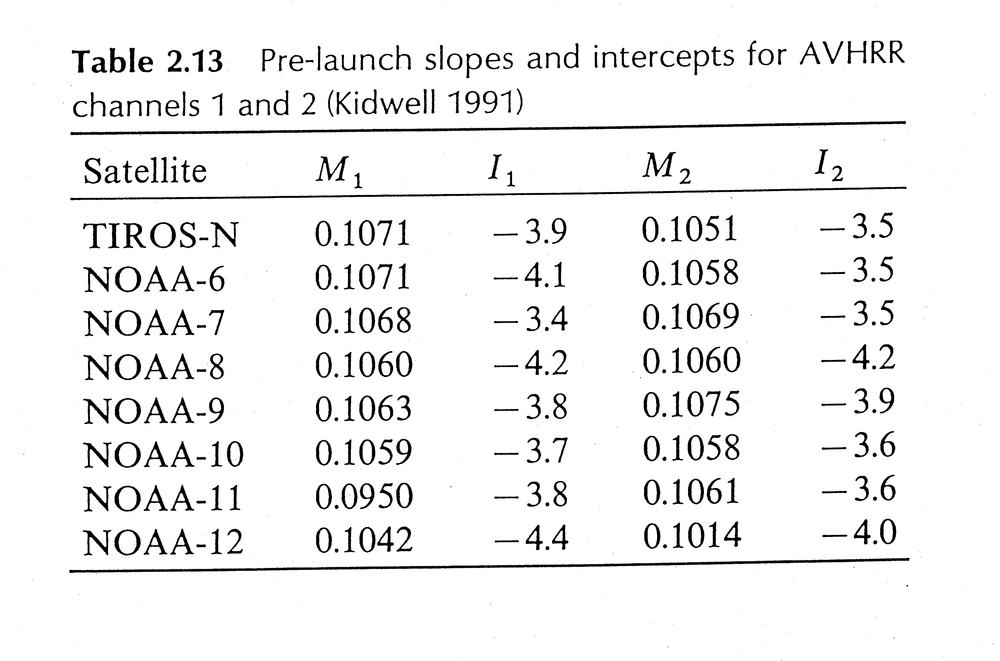 Table 2.13 Pre-launch slopes and intercepts for AVHRR
channels 1 and 2 (Kidwell 1991)
Satellite M1 I1 M2 I2
TIROS-N 0.1071 −3.9 0.1051 −3.5
NOAA-6 0.1071 −4.1 0.1058 −3.5
NOAA-7 0.1068 −3.4 0.1069 −3.5
NOAA-8 0.1060 −4.2 0.1060 −4.2
NOAA-9 0.1063 −3.8 0.1075 −3.9
NOAA-10 0.1059 −3.7 0.1058 −3.6
NOAA-11 0.0950 −3.8 0.1061 −3.6
NOAA-12 0.1042 −4.4 0.1014 −4.0